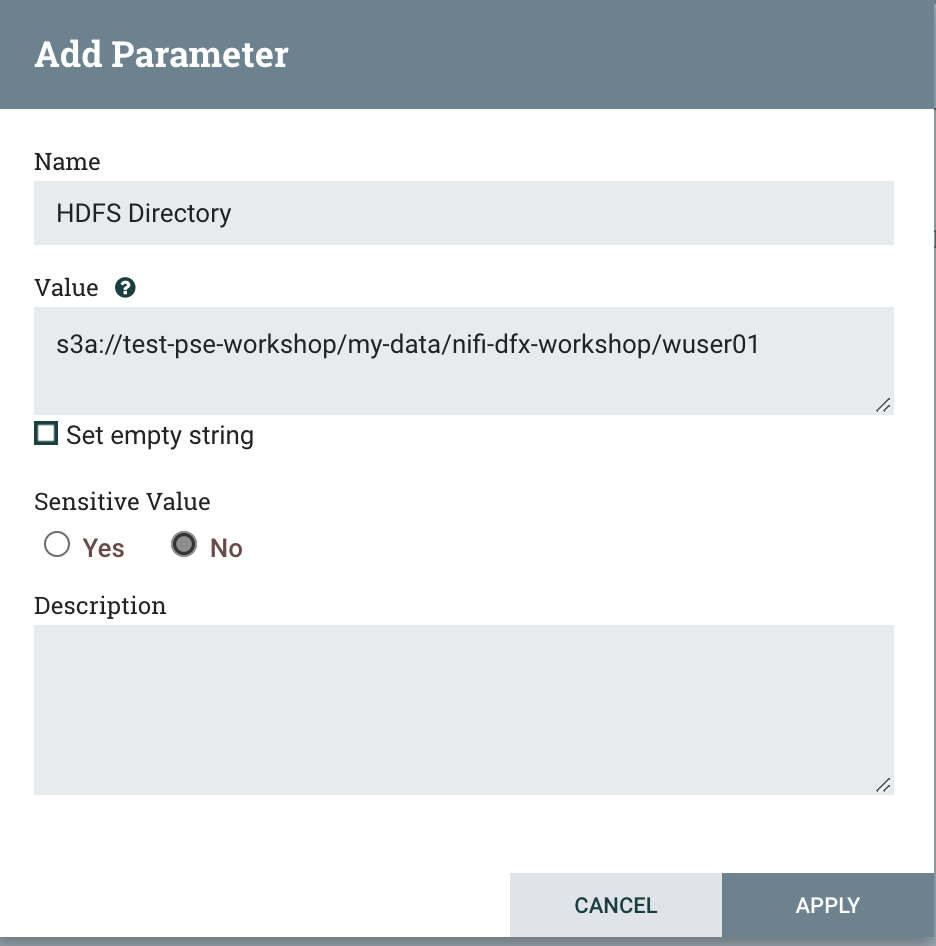 Add Parameter
Name
HDFS Directory
Value ?
s3a://test-pse-workshop/my-data/nifi-dfx-workshop/wuser01
Set empty string
Sensitive Value
Yes No
Description
CANCEL APPLY